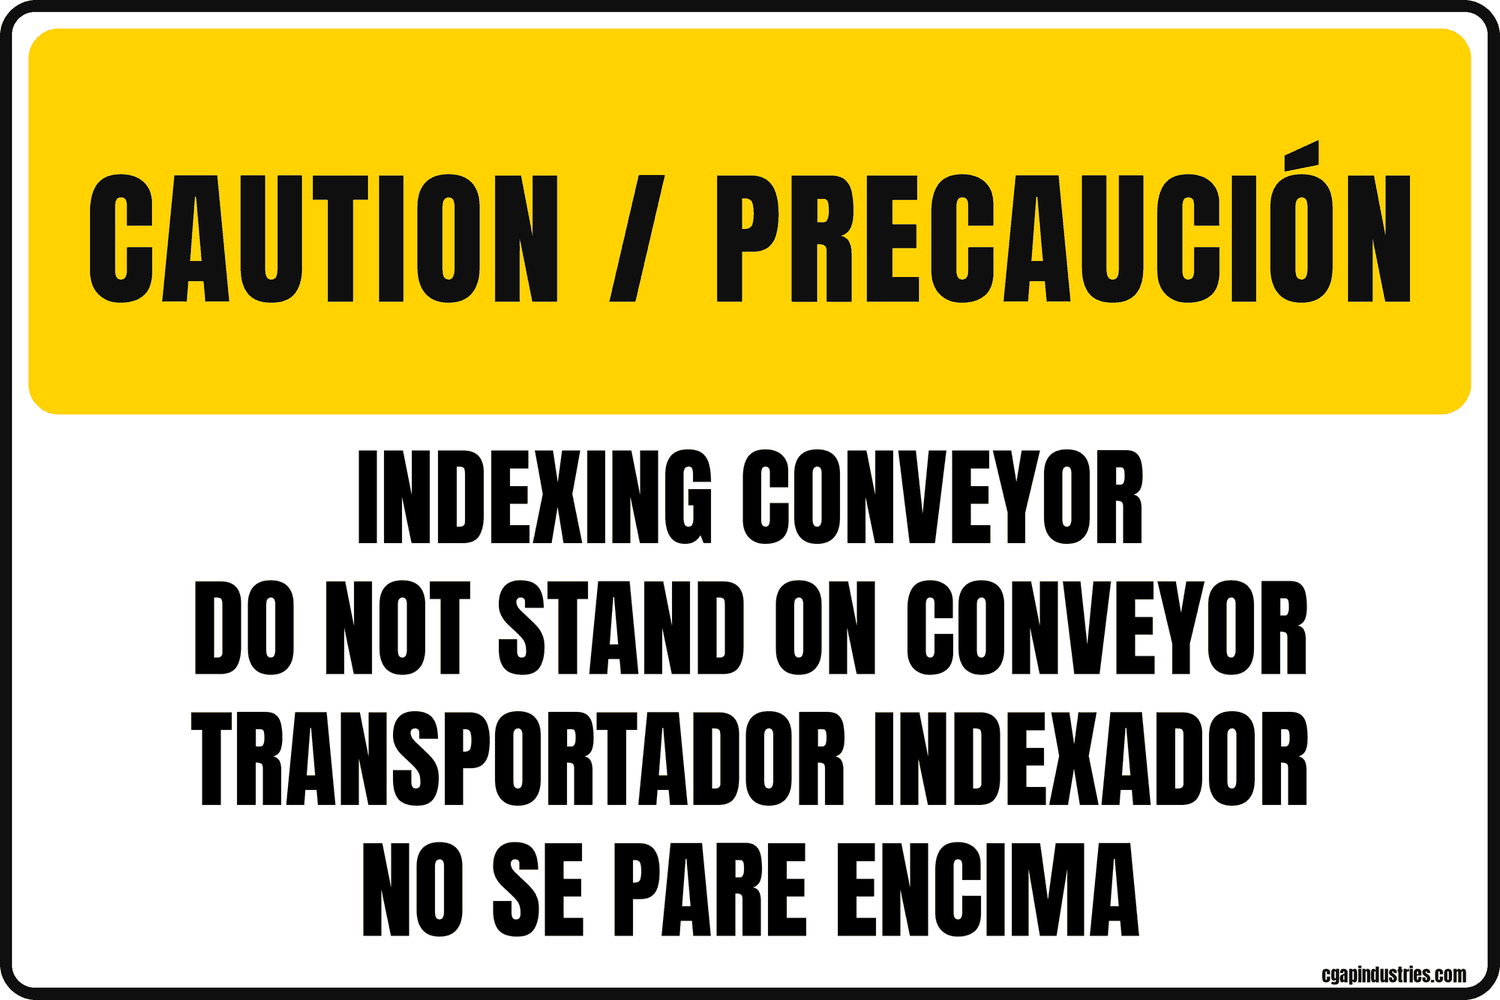 CAUTION / PRECAUCIÓN
INDEXING CONVEYOR
DO NOT STAND ON CONVEYOR
TRANSPORTADOR INDEXADOR
NO SE PARE ENCIMA
cgapindustries.com